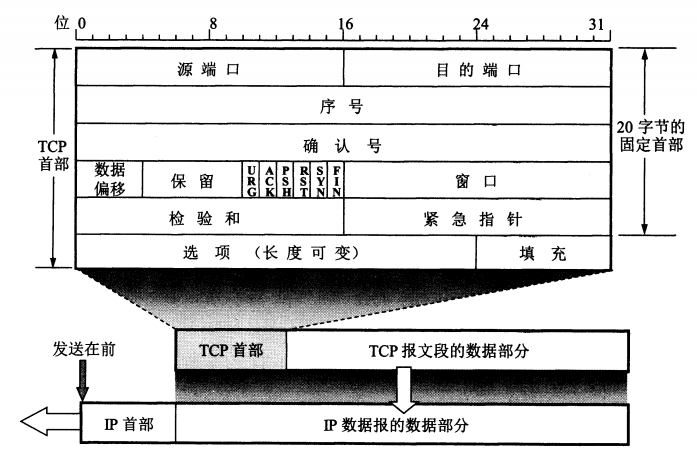 位 0 8 16 24 31
源端口 目的端口
序号
TCP
首部
20 字节的
固定首部
确认号
数据
偏移
保留
URG
ACK
PSH
RST
SYN
FIN
窗口
检验和 紧急指针
选项 (长度可变) 填充
发送在前
TCP 首部 TCP 报文段的数据部分
IP 首部 IP 数据报的数据部分